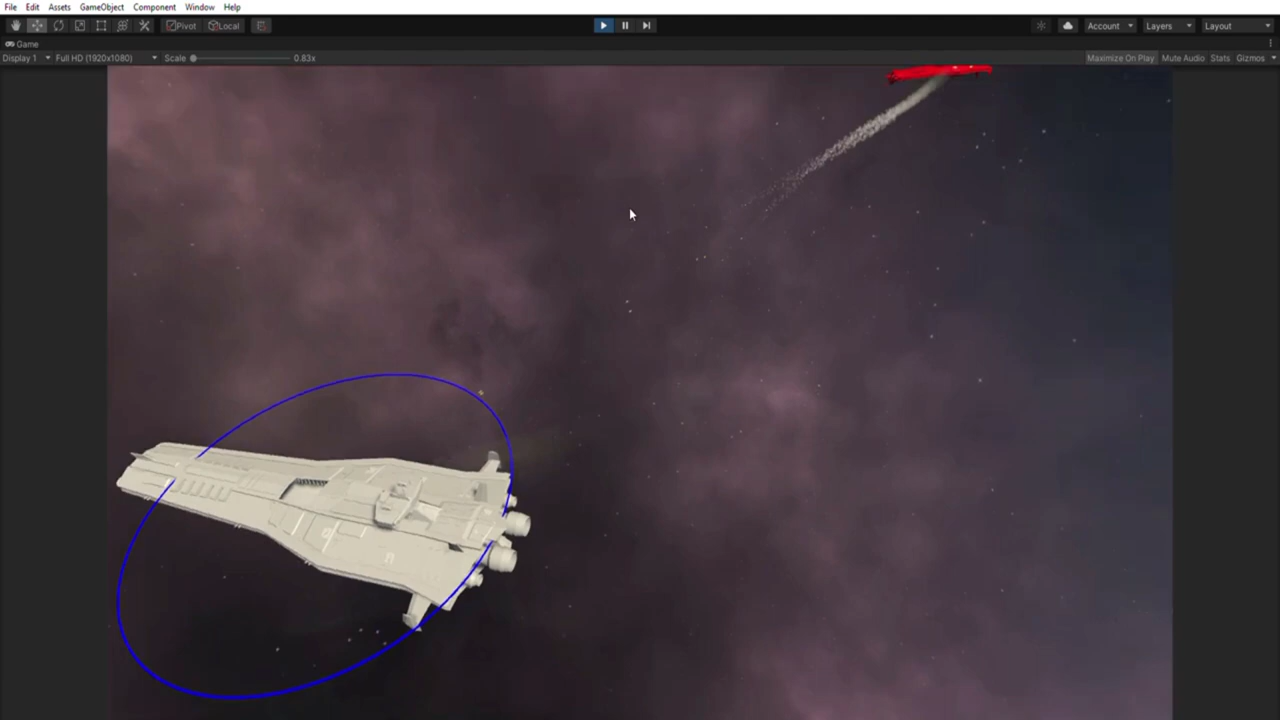 File Edit Assets GameObject Component Window Help
Pivot Local Account Layers Layout
Game
Display 1 Full HD (1920x1080) Scale 0.83x Maximize On Play Mute Audio Stats Gizmos